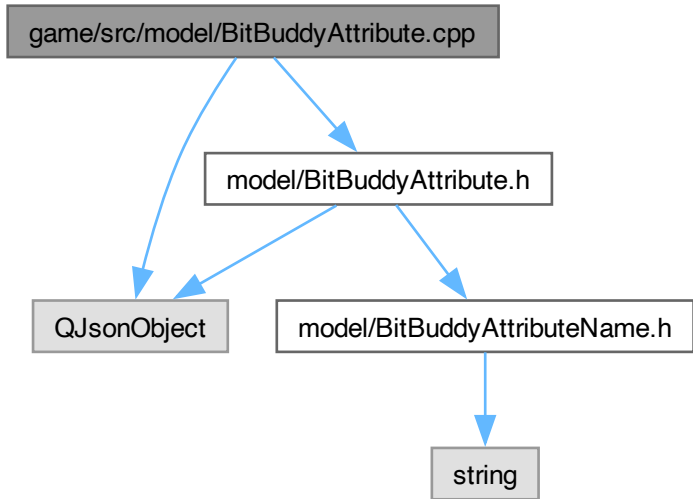 game/src/model/BitBuddyAttribute.cpp
model/BitBuddyAttribute.h
QJsonObject
model/BitBuddyAttributeName.h
string